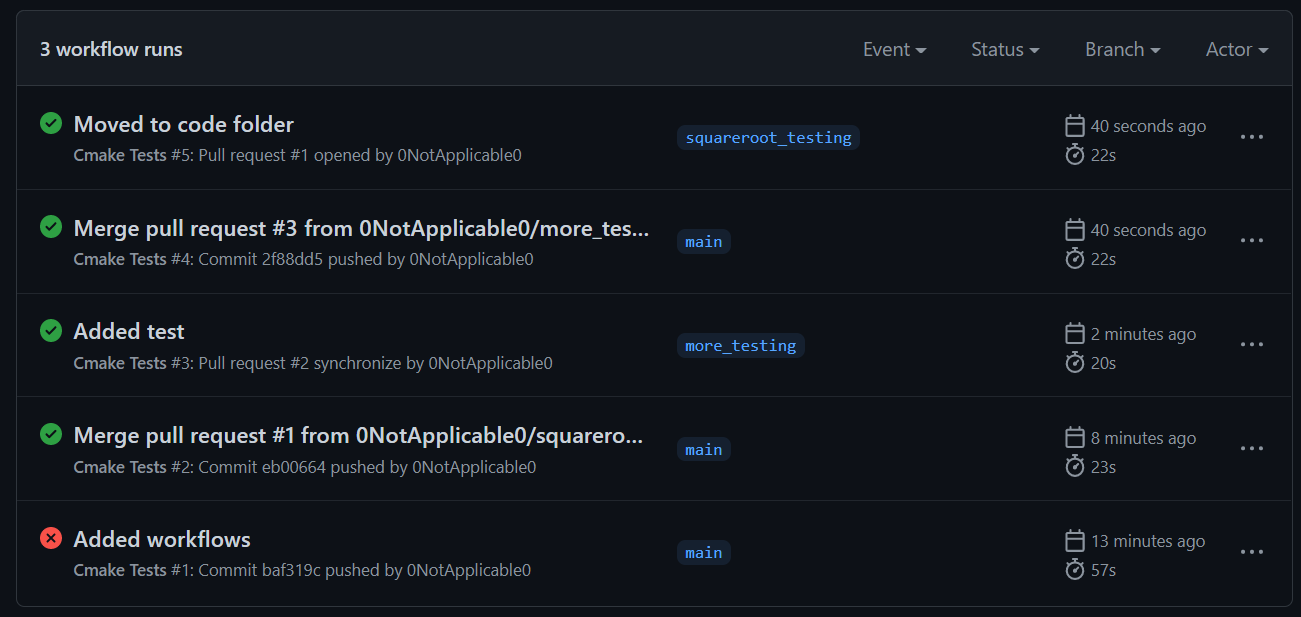 3 workflow runs
Event
Status
Branch
Actor
Moved to code folder
Cmake Tests #5: Pull request #1 opened by 0NotApplicable0
squareroot_testing
40 seconds ago
22s
Merge pull request #3 from 0NotApplicable0/more_tes...
Cmake Tests #4: Commit 2f88dd5 pushed by 0NotApplicable0
main
40 seconds ago
22s
Added test
Cmake Tests #3: Pull request #2 synchronize by 0NotApplicable0
more_testing
2 minutes ago
20s
Merge pull request #1 from 0NotApplicable0/squarero...
Cmake Tests #2: Commit eb00664 pushed by 0NotApplicable0
main
8 minutes ago
23s
Added workflows
Cmake Tests #1: Commit baf319c pushed by 0NotApplicable0
main
13 minutes ago
57s